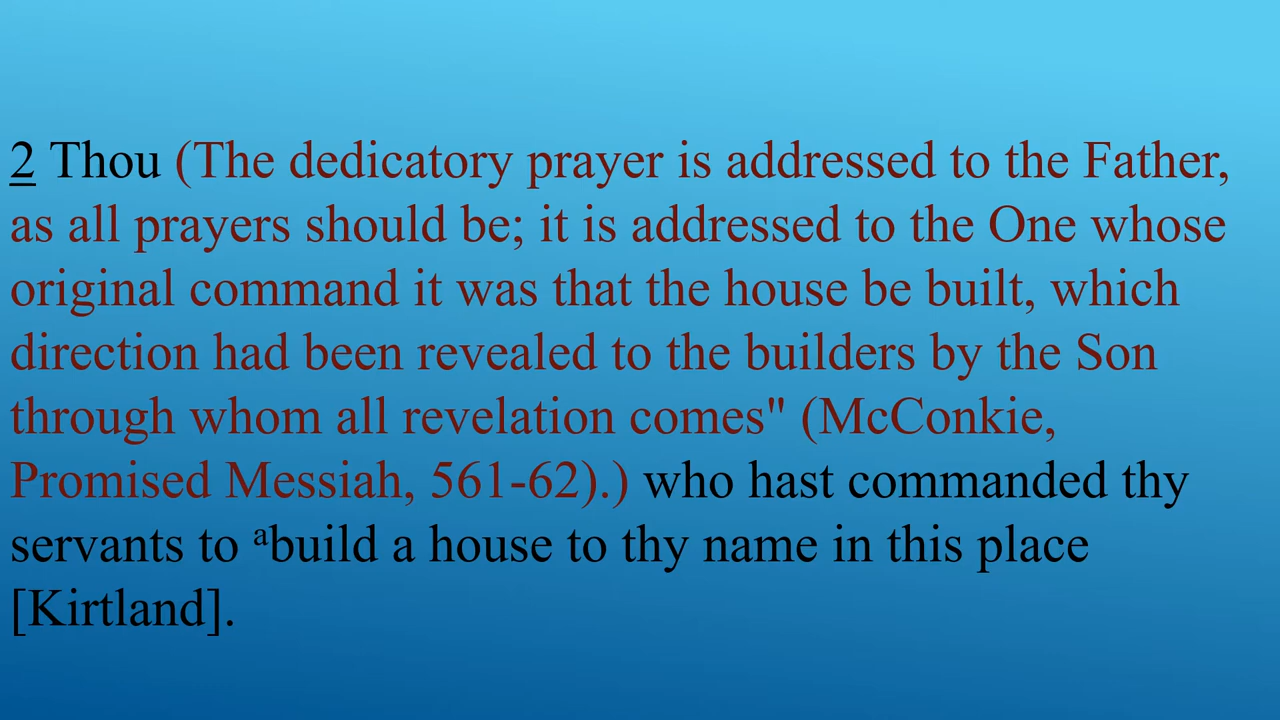 2 Thou (The dedicatory prayer is addressed to the Father,
as all prayers should be; it is addressed to the One whose
original command it was that the house be built, which
direction had been revealed to the builders by the Son
through whom all revelation comes" (McConkie,
Promised Messiah, 561-62).) who hast commanded thy
servants to ᵃbuild a house to thy name in this place
[Kirtland].